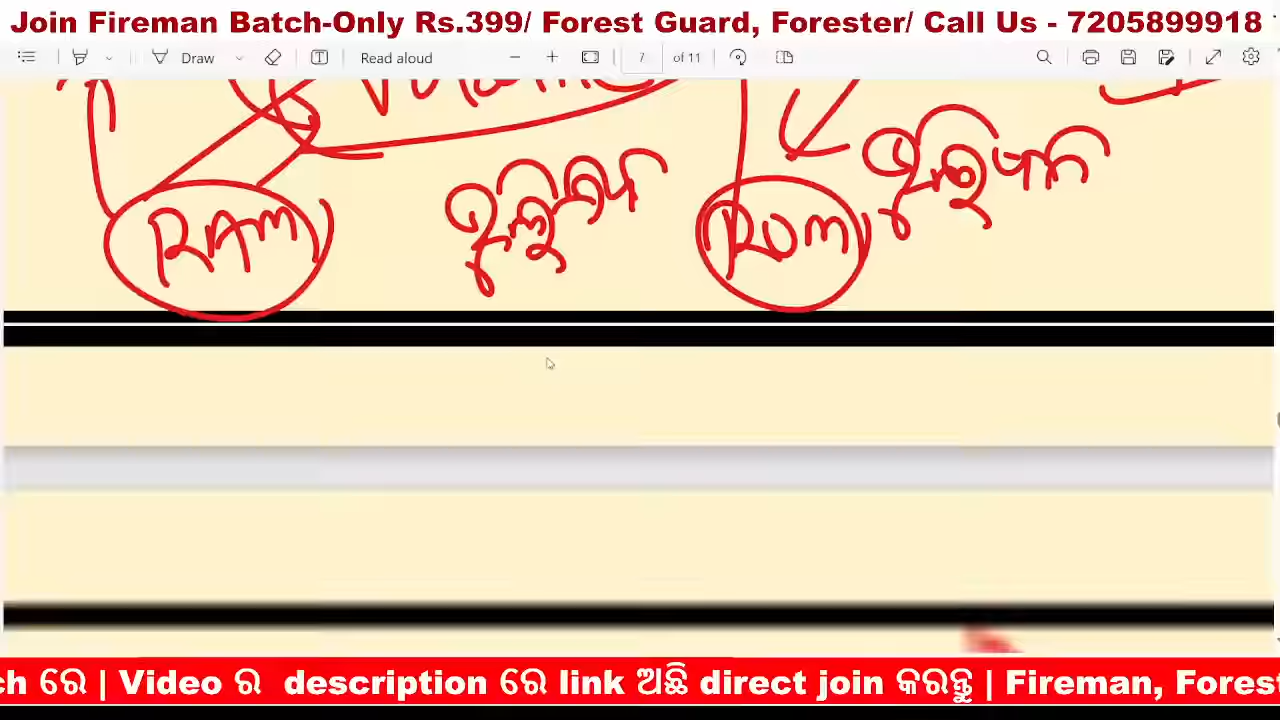 Join Fireman Batch-Only Rs.399/ Forest Guard, Forester/ Call Us - 7205899918
Draw Read aloud 7 of 11
RAM ROM
ch ରେ | Video ର description ରେ link ଅଛି direct join କରନ୍ତୁ | Fireman, Forest